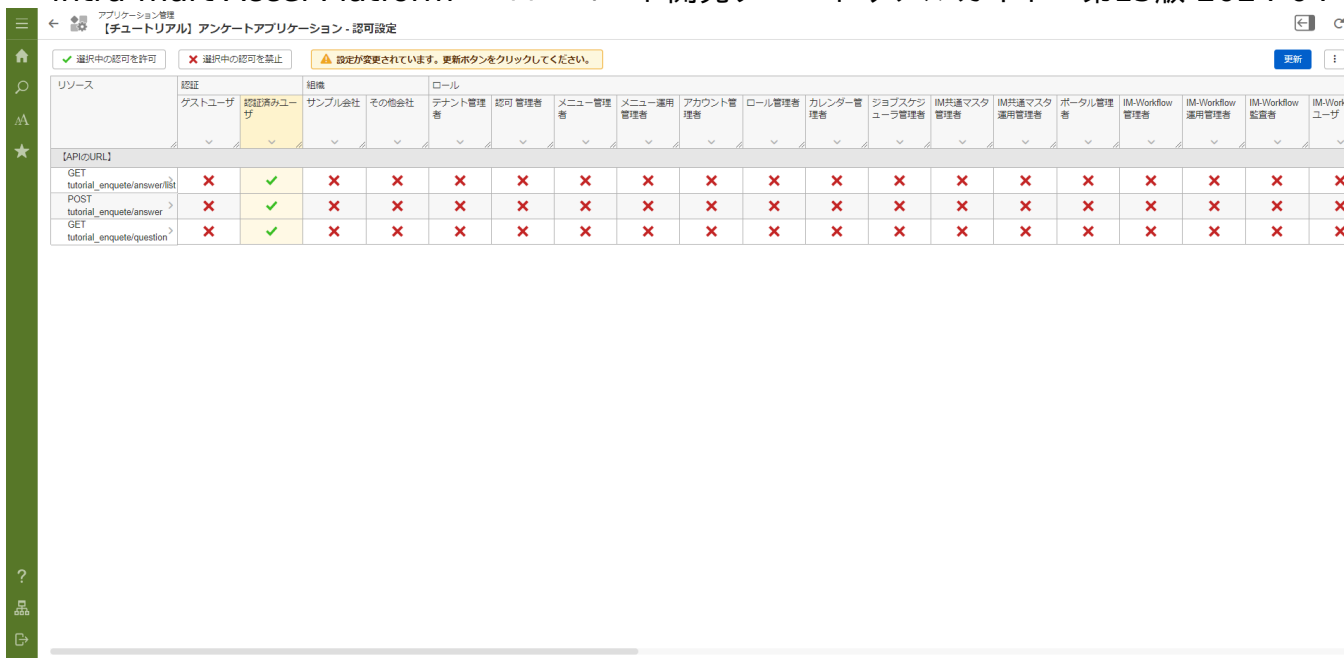 アプリケーション管理
【チュートリアル】アンケートアプリケーション - 認可設定
選択中の認可を許可
選択中の認可を禁止
設定が変更されています。更新ボタンをクリックしてください。
更新
リソース
認証
組織
ロール
ゲストユーザ
認証済みユーザ
サンプル会社
その他会社
テナント管理者
認可 管理者
メニュー管理者
メニュー運用管理者
アカウント管理者
ロール管理者
カレンダー管理者
ジョブスケジューラ管理者
IM共通マスタ管理者
IM共通マスタ運用管理者
ポータル管理者
IM-Workflow 管理者
IM-Workflow 運用管理者
IM-Workflow 監査者
ユーザ
【APIのURL】
GET
tutorial_enquete/answer/list
POST
tutorial_enquete/answer
GET
tutorial_enquete/question